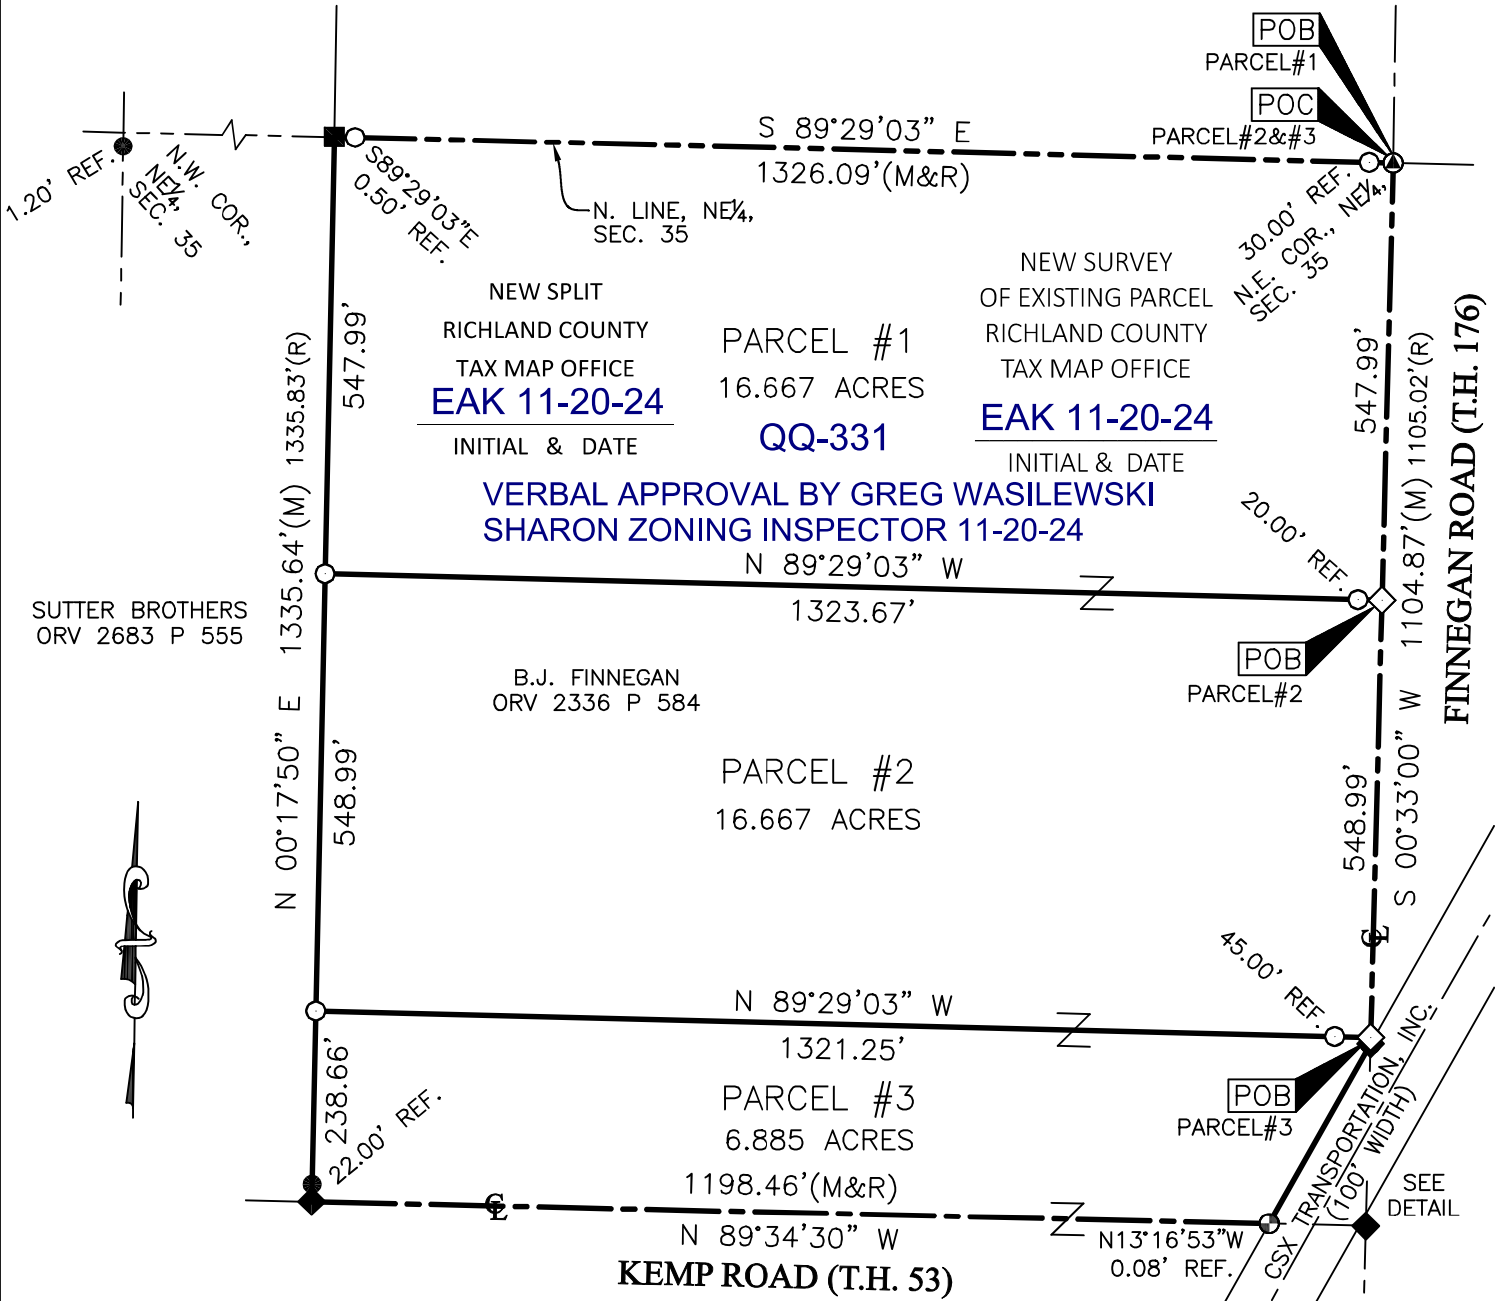 POB
PARCEL#1
POC
PARCEL#2&#3
S 89°29'03" E
1326.09'(M&R)
1.20' REF.
N.W. COR.,
NE¼,
SEC. 35
S89°29'03"E
0.50' REF.
N. LINE, NE¼,
SEC. 35
30.00' REF.
N.E. COR., NE¼,
SEC. 35
NEW SPLIT
RICHLAND COUNTY
TAX MAP OFFICE
EAK 11-20-24
INITIAL & DATE
PARCEL #1
16.667 ACRES
QQ-331
NEW SURVEY
OF EXISTING PARCEL
RICHLAND COUNTY
TAX MAP OFFICE
EAK 11-20-24
INITIAL & DATE
VERBAL APPROVAL BY GREG WASILEWSKI
SHARON ZONING INSPECTOR 11-20-24
547.99'
547.99'
N 00°17'50" E 1335.64'(M) 1335.83'(R)
S 00°33'00" W 1104.87'(M) 1105.02'(R)
FINNEGAN ROAD (T.H. 176)
N 89°29'03" W
1323.67'
20.00' REF.
POB
PARCEL#2
SUTTER BROTHERS
ORV 2683 P 555
B.J. FINNEGAN
ORV 2336 P 584
PARCEL #2
16.667 ACRES
548.99'
548.99'
CL
45.00' REF.
N 89°29'03" W
1321.25'
POB
PARCEL#3
PARCEL #3
6.885 ACRES
238.66'
22.00' REF.
1198.46'(M&R)
CL
N 89°34'30" W
KEMP ROAD (T.H. 53)
N13°16'53"W
0.08' REF.
CSX TRANSPORTATION, INC.
(100' WIDTH)
SEE
DETAIL